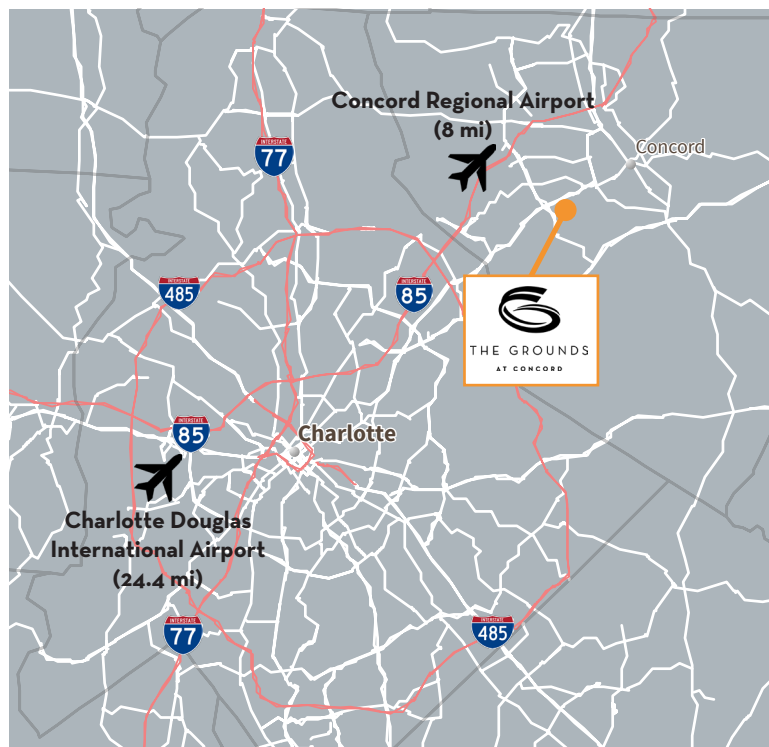 Concord Regional Airport
(8 mi)
INTERSTATE
77
Concord
INTERSTATE
485
INTERSTATE
85
THE GROUNDS
AT CONCORD
INTERSTATE
85
Charlotte
Charlotte Douglas
International Airport
(24.4 mi)
INTERSTATE
77
INTERSTATE
485